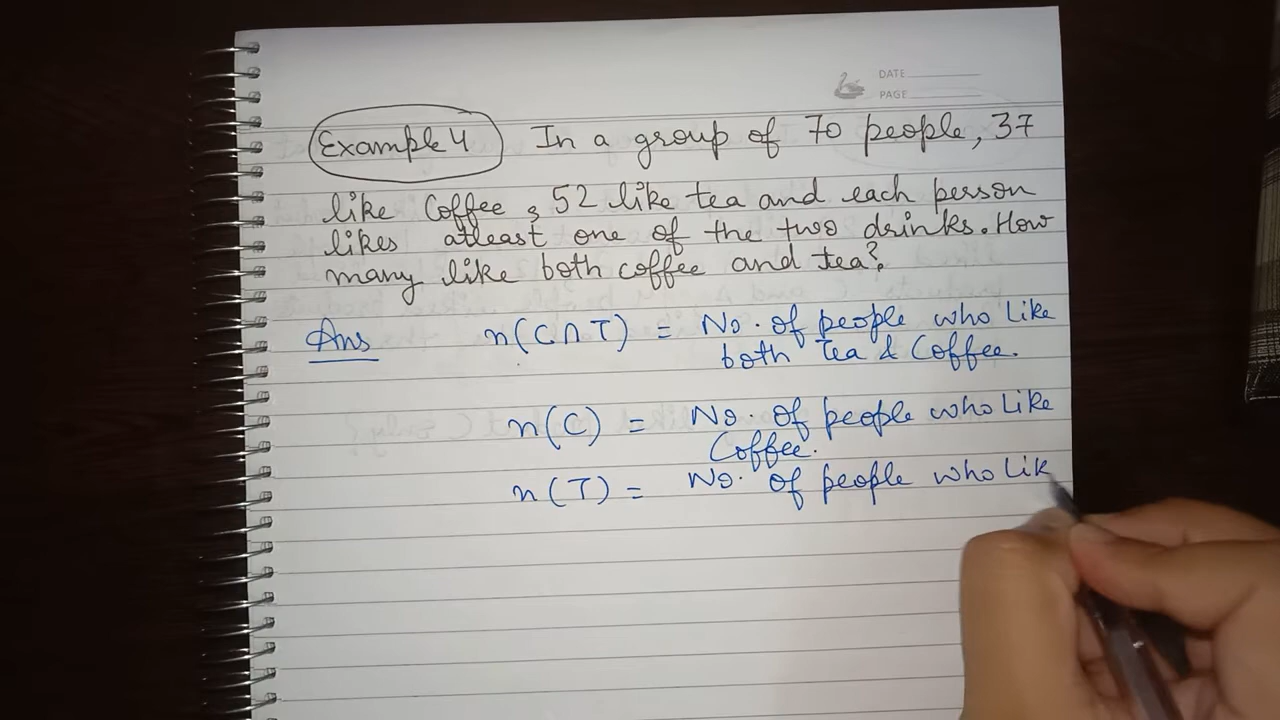 DATE
PAGE
Example 4 In a group of 70 people, 37
like Coffee, 52 like tea and each person
likes atleast one of the two drinks. How
many like both coffee and tea?
Ans n(C∩T) = No. of people who like
both Tea & Coffee.
n(C) = No. of people who Like
Coffee.
n(T) = No. of people who Lik